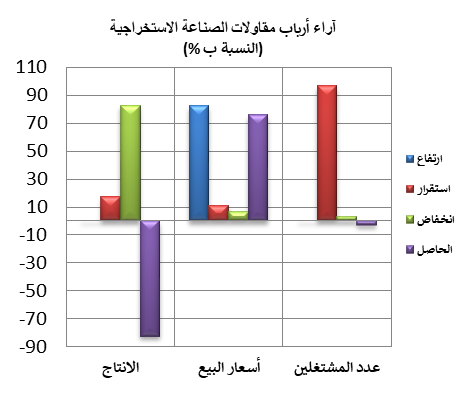 آراء أرباب مقاولات الصناعة الاستخراجية
(النسبة ب %)
110
90
70
50
30
10
-10
-30
-50
-70
-90
ارتفاع
استقرار
انخفاض
الحاصل
الانتاج
أسعار البيع
عدد المشتغلين